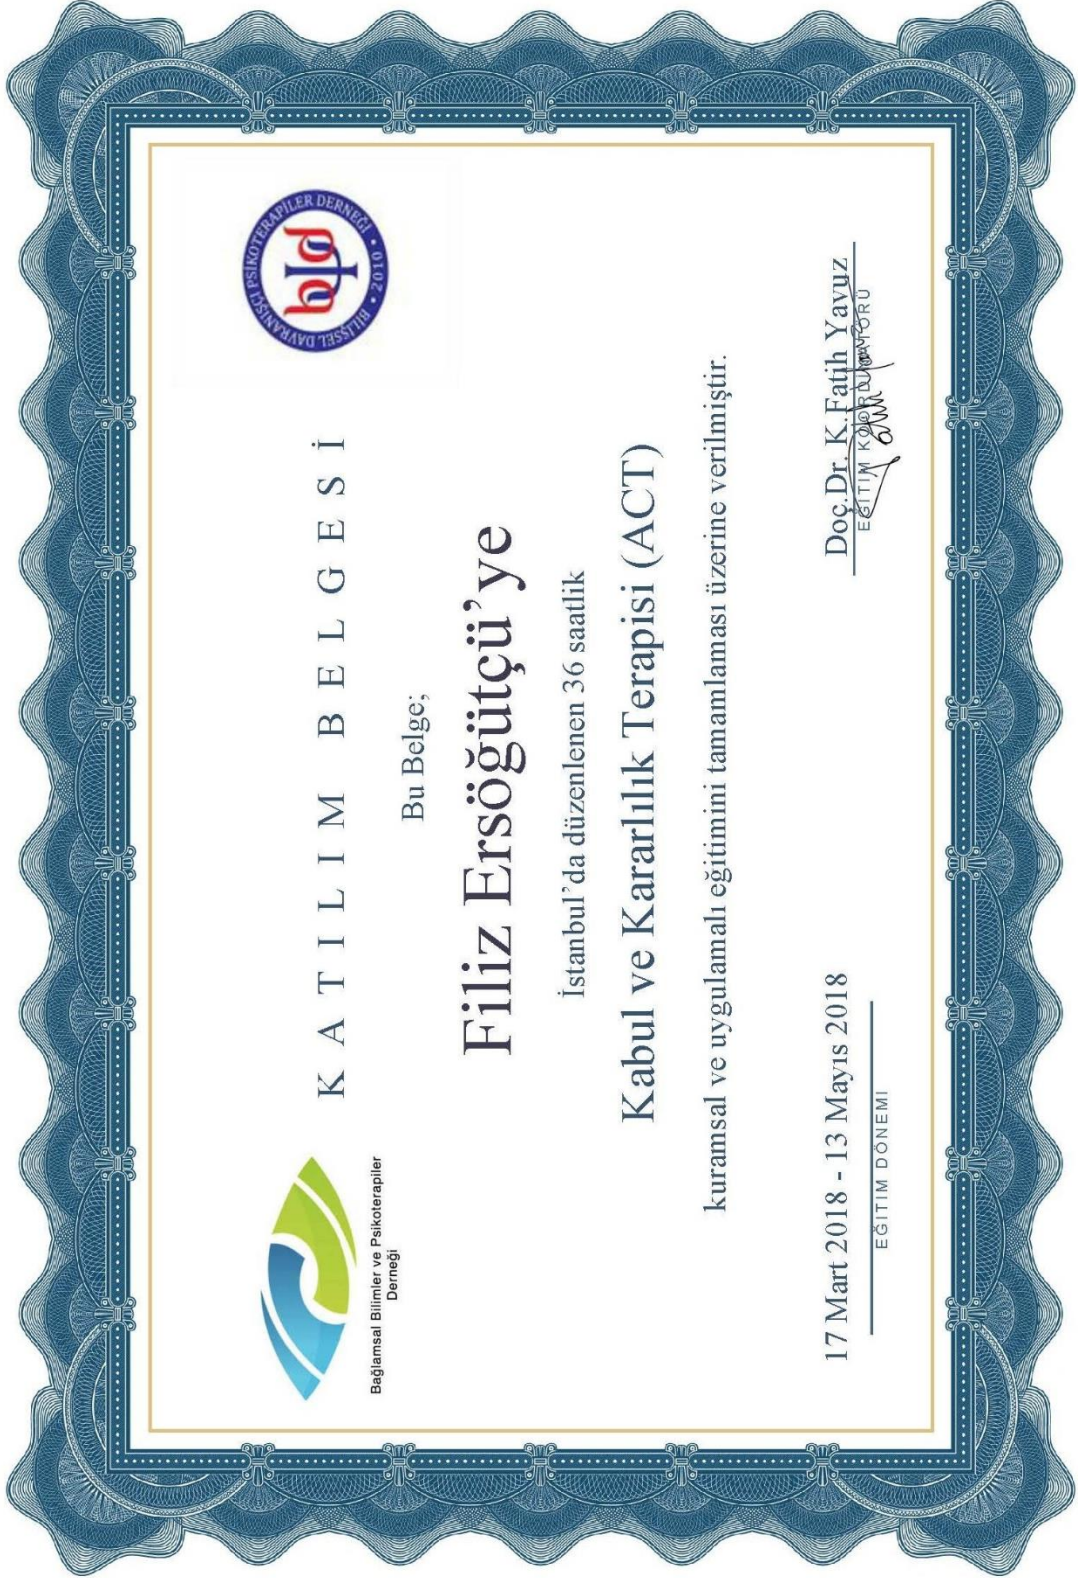 Bağlamsal Bilimler ve Psikoterapiler
Derneği
KATILIM BELGESİ
BİLİŞSEL DAVRANIŞÇI PSİKOTERAPİLER DERNEĞİ • 2010 •
bdpd
Bu Belge;
Filiz Ersöğütçü’ye
İstanbul’da düzenlenen 36 saatlik
Kabul ve Kararlılık Terapisi (ACT)
kuramsal ve uygulamalı eğitimini tamamlaması üzerine verilmiştir.
17 Mart 2018 - 13 Mayıs 2018
EĞİTİM DÖNEMİ
Doç.Dr. K.Fatih Yavuz
EĞİTİM KOORDİNATÖRÜ